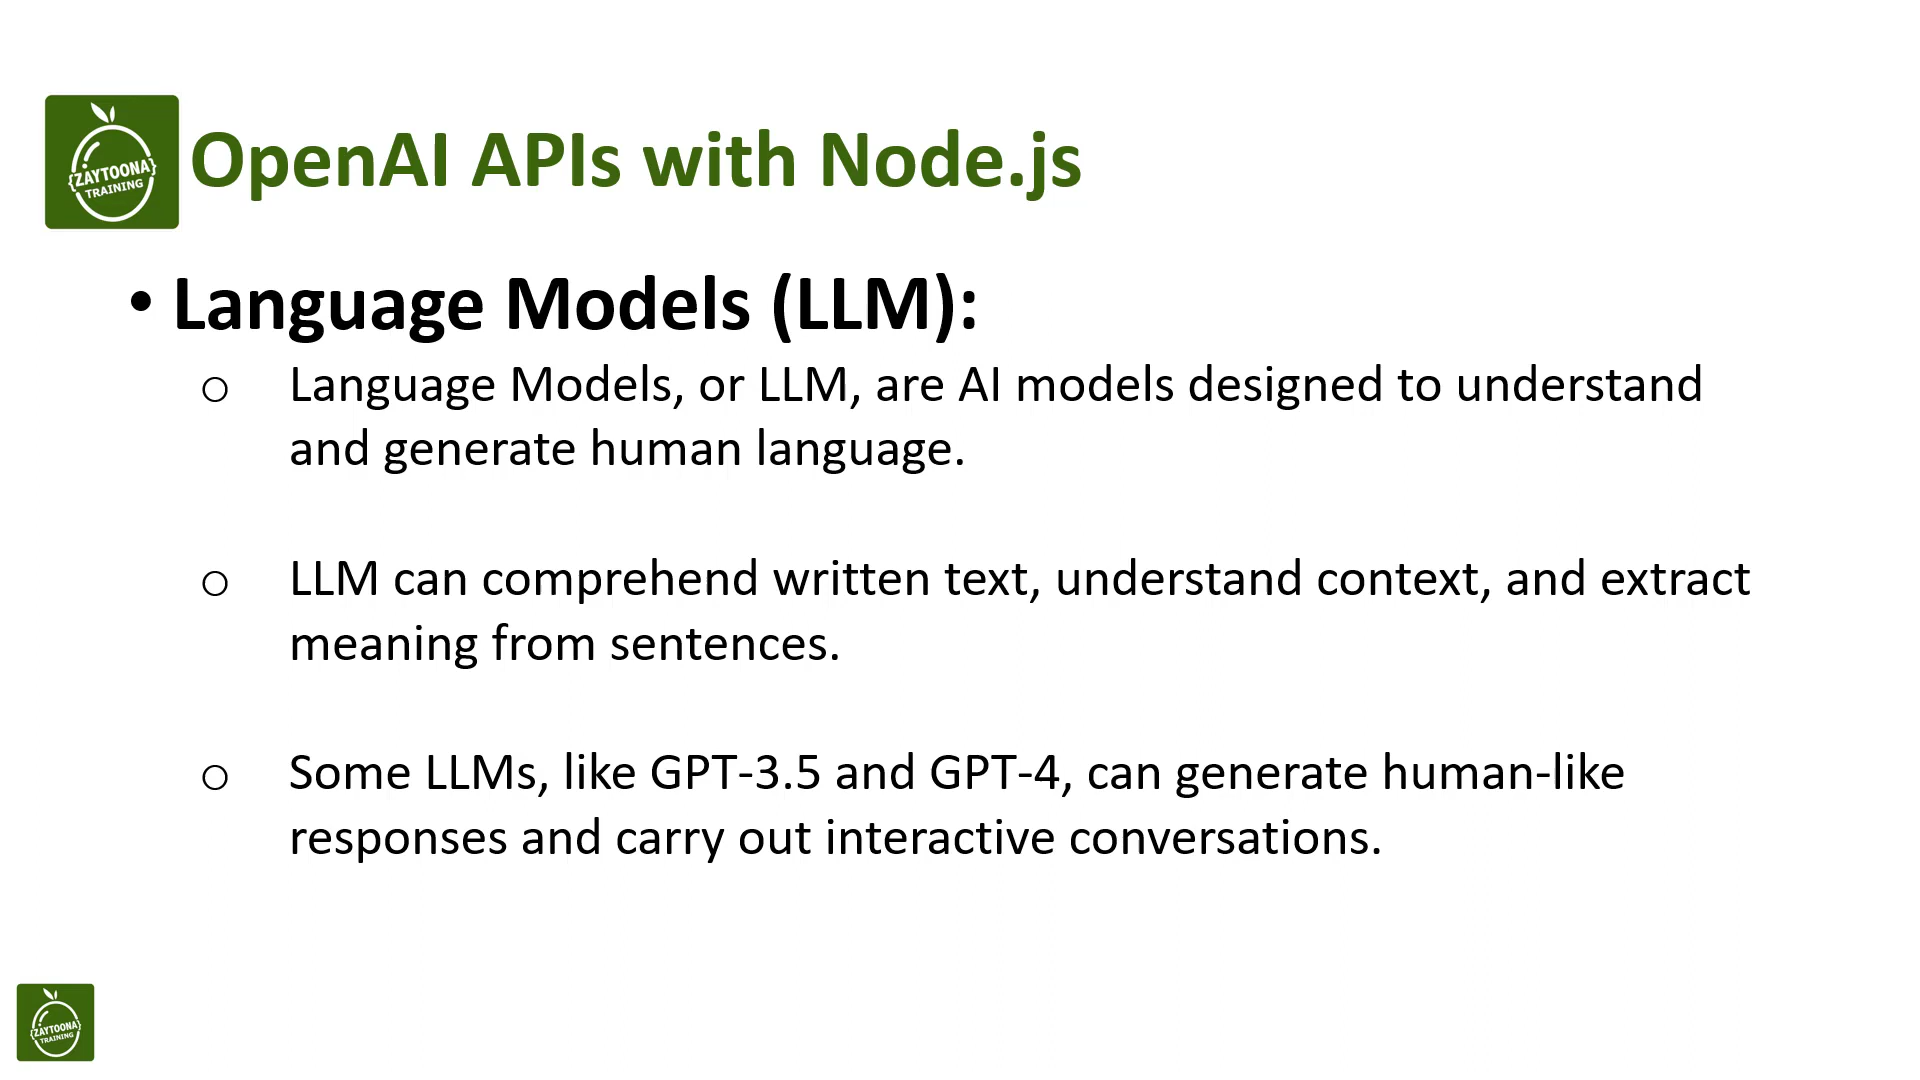 {ZAYTOONA}
TRAINING
OpenAI APIs with Node.js
• Language Models (LLM):
o Language Models, or LLM, are AI models designed to understand
and generate human language.
o LLM can comprehend written text, understand context, and extract
meaning from sentences.
o Some LLMs, like GPT-3.5 and GPT-4, can generate human-like
responses and carry out interactive conversations.
{ZAYTOONA}
TRAINING